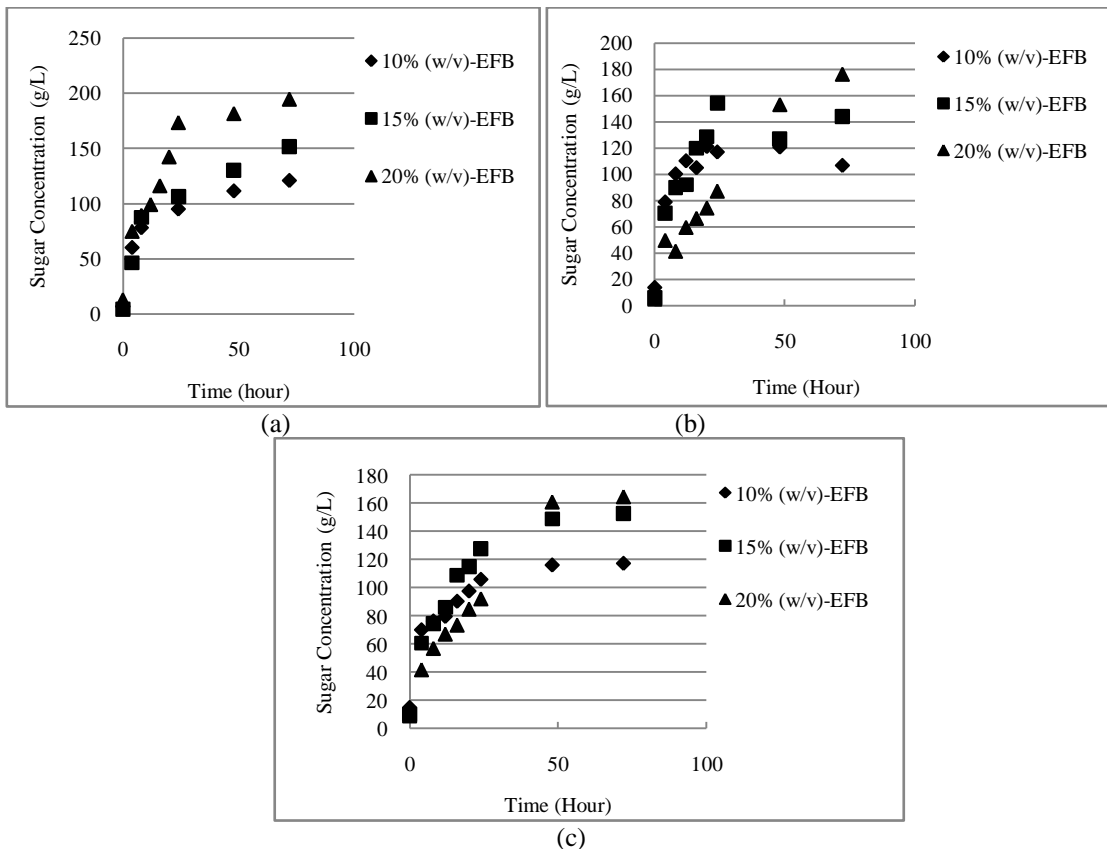 250
200
150
100
50
0
Sugar Concentration (g/L)
0 50 100
Time (hour)
10% (w/v)-EFB
15% (w/v)-EFB
20% (w/v)-EFB
(a)
200
180
160
140
120
100
80
60
40
20
0
Sugar Concentration (g/L)
0 50 100
Time (Hour)
10% (w/v)-EFB
15% (w/v)-EFB
20% (w/v)-EFB
(b)
180
160
140
120
100
80
60
40
20
0
Sugar Concentration (g/L)
0 50 100
Time (Hour)
10% (w/v)-EFB
15% (w/v)-EFB
20% (w/v)-EFB
(c)